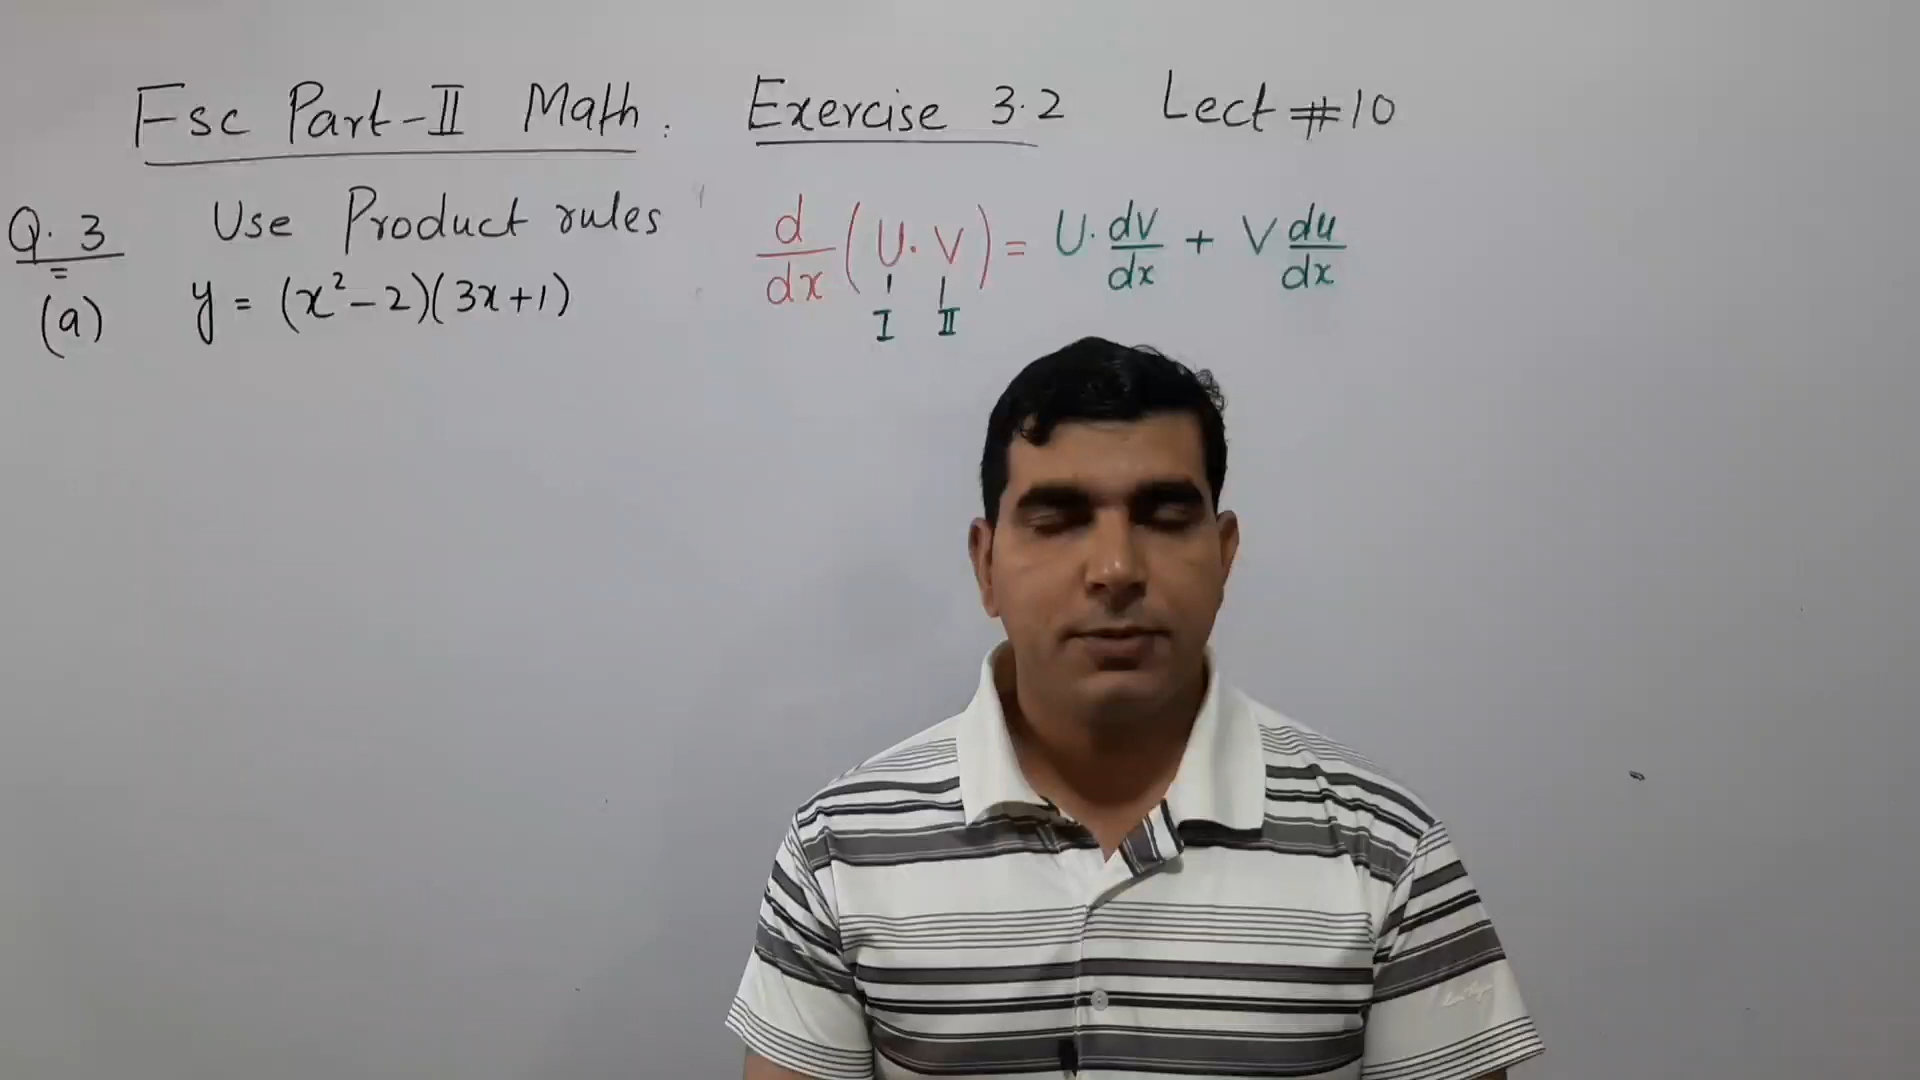 Fsc Part-II Math. Exercise 3.2 Lect #10
Q.3 Use Product rules
(a) y = (x²-2)(3x+1)
d/dx (U.V) = U.dv/dx + V du/dx
I II